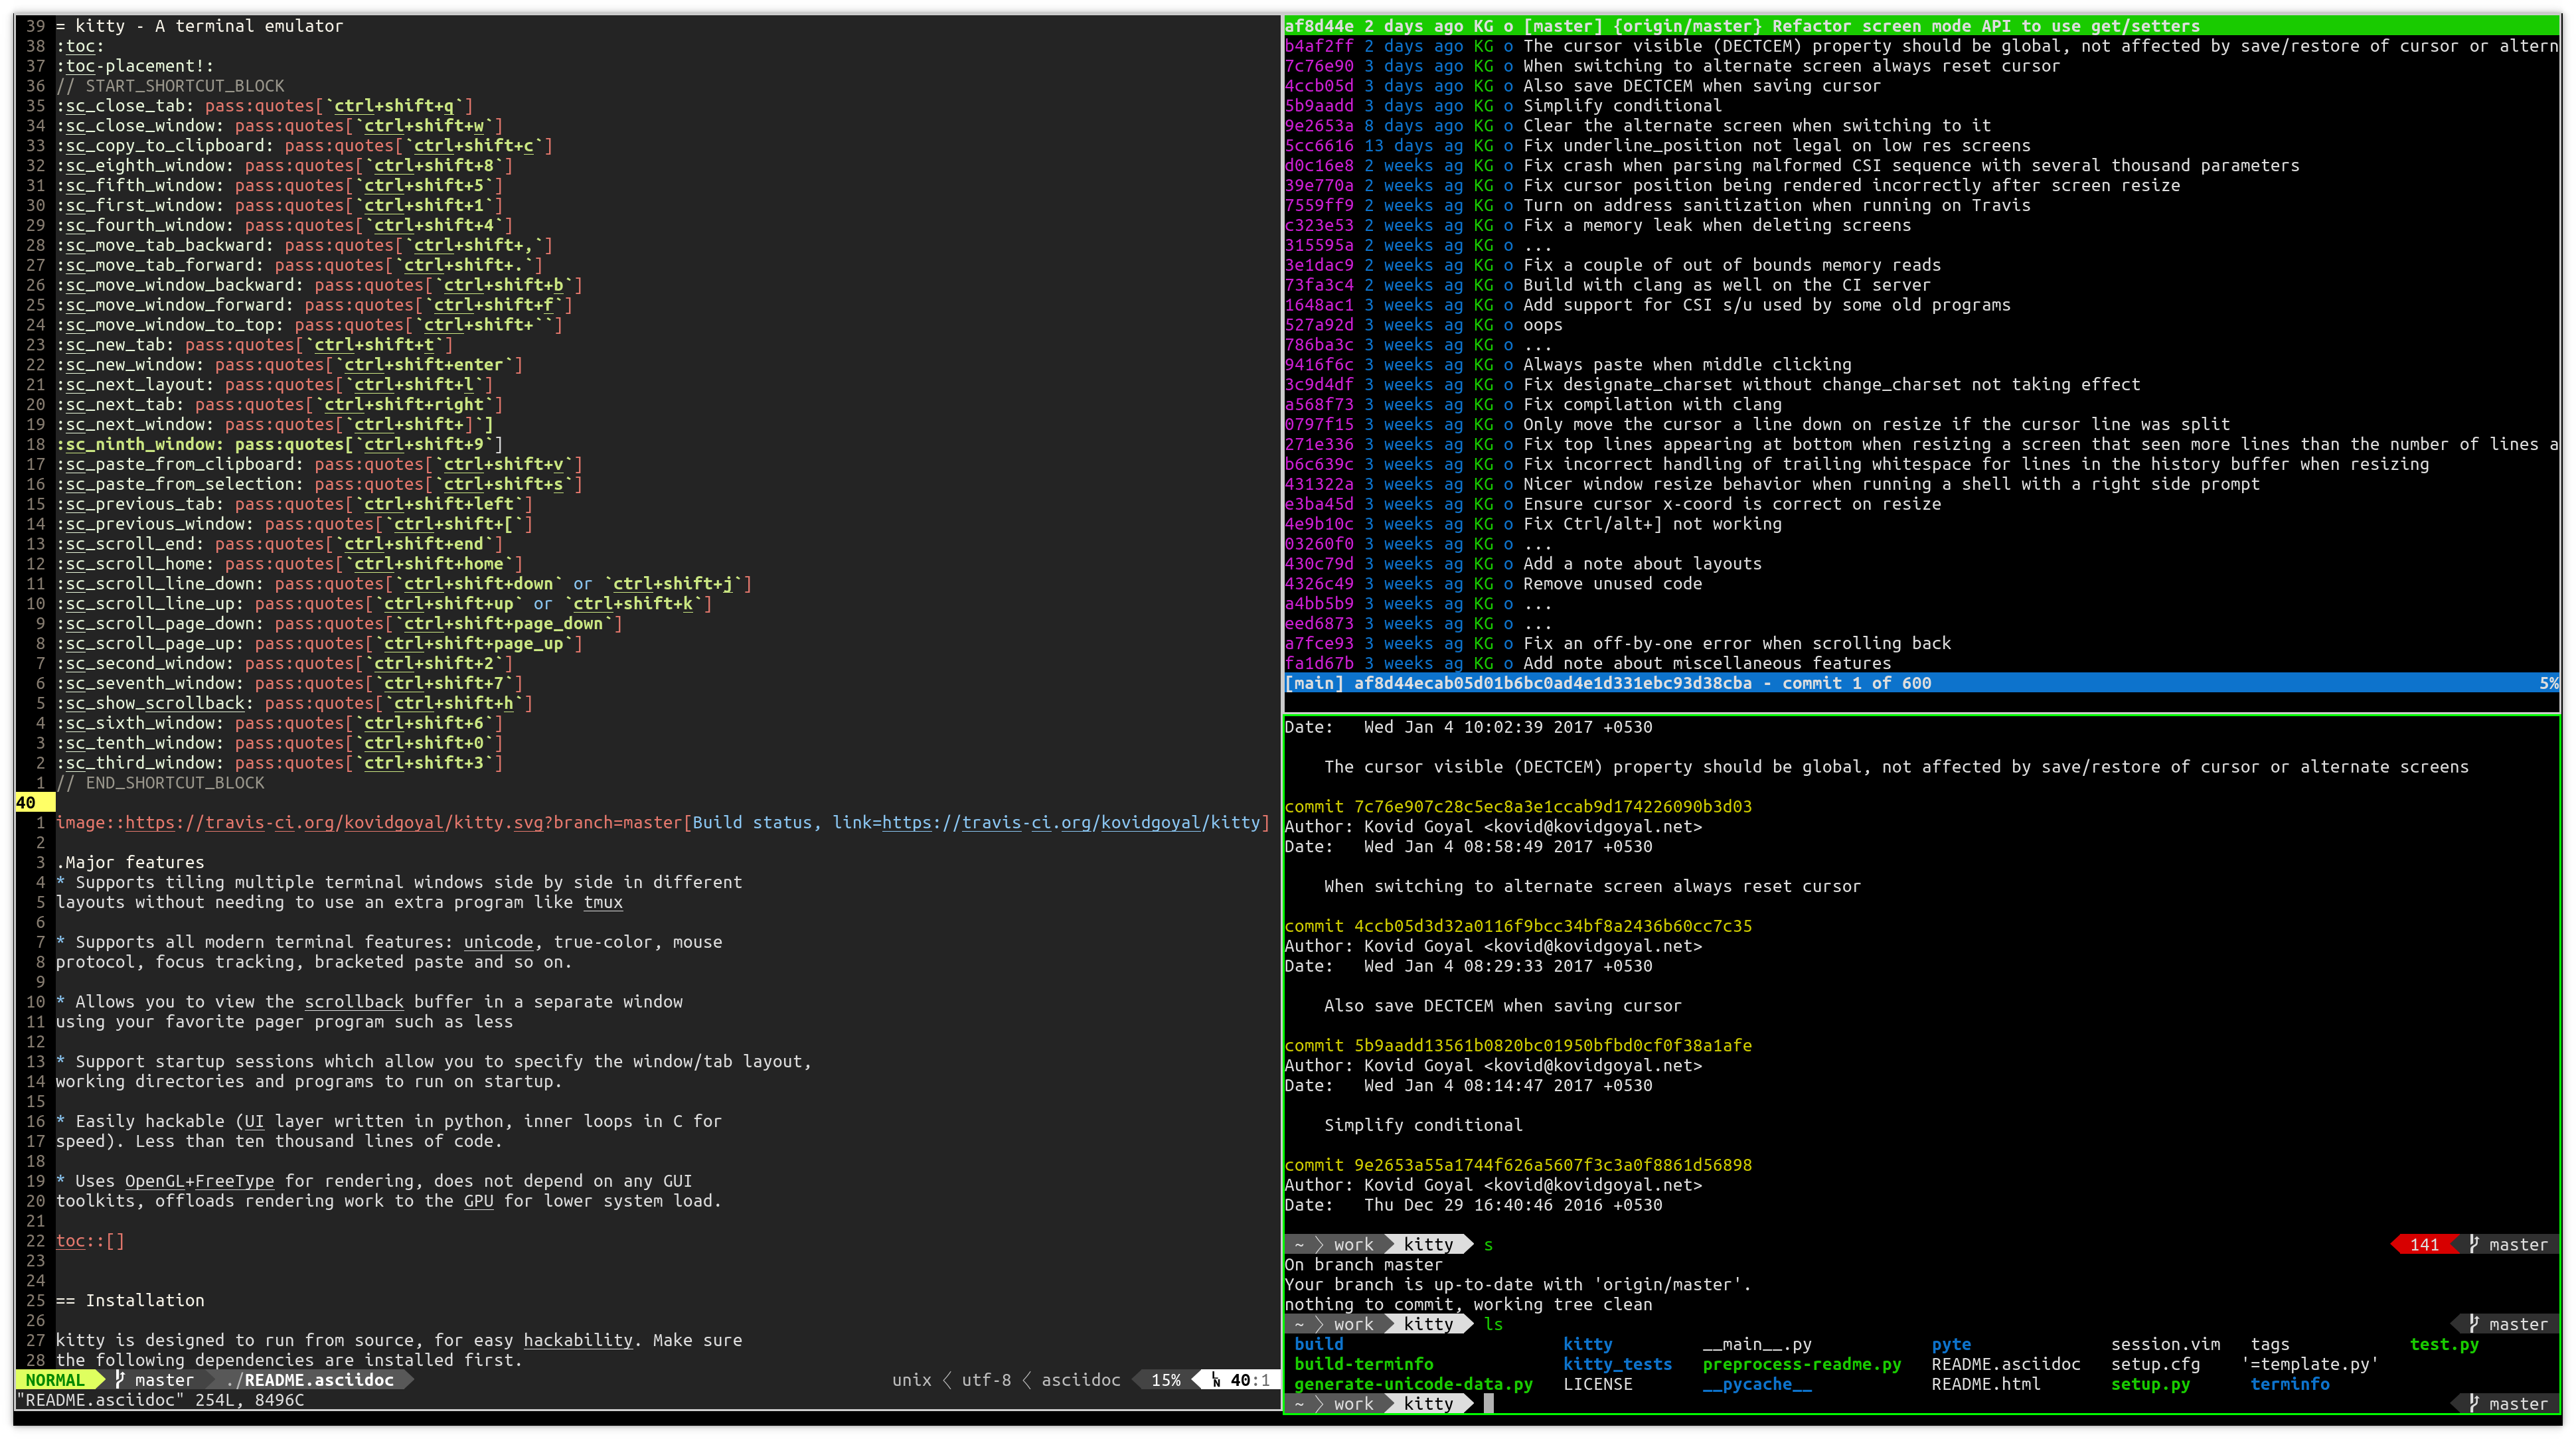 39 = kitty - A terminal emulator
38 :toc:
37 :toc-placement!:
36 // START_SHORTCUT_BLOCK
35 :sc_close_tab: pass:quotes[`ctrl+shift+q`]
34 :sc_close_window: pass:quotes[`ctrl+shift+w`]
33 :sc_copy_to_clipboard: pass:quotes[`ctrl+shift+c`]
32 :sc_eighth_window: pass:quotes[`ctrl+shift+8`]
31 :sc_fifth_window: pass:quotes[`ctrl+shift+5`]
30 :sc_first_window: pass:quotes[`ctrl+shift+1`]
29 :sc_fourth_window: pass:quotes[`ctrl+shift+4`]
28 :sc_move_tab_backward: pass:quotes[`ctrl+shift+,`]
27 :sc_move_tab_forward: pass:quotes[`ctrl+shift+.`]
26 :sc_move_window_backward: pass:quotes[`ctrl+shift+b`]
25 :sc_move_window_forward: pass:quotes[`ctrl+shift+f`]
24 :sc_move_window_to_top: pass:quotes[`ctrl+shift+``]
23 :sc_new_tab: pass:quotes[`ctrl+shift+t`]
22 :sc_new_window: pass:quotes[`ctrl+shift+enter`]
21 :sc_next_layout: pass:quotes[`ctrl+shift+l`]
20 :sc_next_tab: pass:quotes[`ctrl+shift+right`]
19 :sc_next_window: pass:quotes[`ctrl+shift+]`]
18 :sc_ninth_window: pass:quotes[`ctrl+shift+9`]
17 :sc_paste_from_clipboard: pass:quotes[`ctrl+shift+v`]
16 :sc_paste_from_selection: pass:quotes[`ctrl+shift+s`]
15 :sc_previous_tab: pass:quotes[`ctrl+shift+left`]
14 :sc_previous_window: pass:quotes[`ctrl+shift+[`]
13 :sc_scroll_end: pass:quotes[`ctrl+shift+end`]
12 :sc_scroll_home: pass:quotes[`ctrl+shift+home`]
11 :sc_scroll_line_down: pass:quotes[`ctrl+shift+down` or `ctrl+shift+j`]
10 :sc_scroll_line_up: pass:quotes[`ctrl+shift+up` or `ctrl+shift+k`]
9 :sc_scroll_page_down: pass:quotes[`ctrl+shift+page_down`]
8 :sc_scroll_page_up: pass:quotes[`ctrl+shift+page_up`]
7 :sc_second_window: pass:quotes[`ctrl+shift+2`]
6 :sc_seventh_window: pass:quotes[`ctrl+shift+7`]
5 :sc_show_scrollback: pass:quotes[`ctrl+shift+h`]
4 :sc_sixth_window: pass:quotes[`ctrl+shift+6`]
3 :sc_tenth_window: pass:quotes[`ctrl+shift+0`]
2 :sc_third_window: pass:quotes[`ctrl+shift+3`]
1 // END_SHORTCUT_BLOCK
40
1 image::https://travis-ci.org/kovidgoyal/kitty.svg?branch=master[Build status, link=https://travis-ci.org/kovidgoyal/kitty]
2
3 .Major features
4 * Supports tiling multiple terminal windows side by side in different
5 layouts without needing to use an extra program like tmux
6
7 * Supports all modern terminal features: unicode, true-color, mouse
8 protocol, focus tracking, bracketed paste and so on.
9
10 * Allows you to view the scrollback buffer in a separate window
11 using your favorite pager program such as less
12
13 * Support startup sessions which allow you to specify the window/tab layout,
14 working directories and programs to run on startup.
15
16 * Easily hackable (UI layer written in python, inner loops in C for
17 speed). Less than ten thousand lines of code.
18
19 * Uses OpenGL+FreeType for rendering, does not depend on any GUI
20 toolkits, offloads rendering work to the GPU for lower system load.
21
22 toc::[]
23
24
25 == Installation
26
27 kitty is designed to run from source, for easy hackability. Make sure
28 the following dependencies are installed first.
NORMAL master ./README.asciidoc unix utf-8 asciidoc 15% LN 40:1
"README.asciidoc" 254L, 8496C
af8d44e 2 days ago KG o [master] {origin/master} Refactor screen mode API to use get/setters
b4af2ff 2 days ago KG o The cursor visible (DECTCEM) property should be global, not affected by save/restore of cursor or altern
7c76e90 3 days ago KG o When switching to alternate screen always reset cursor
4ccb05d 3 days ago KG o Also save DECTCEM when saving cursor
5b9aadd 3 days ago KG o Simplify conditional
9e2653a 8 days ago KG o Clear the alternate screen when switching to it
5cc6616 13 days ag KG o Fix underline_position not legal on low res screens
d0c16e8 2 weeks ag KG o Fix crash when parsing malformed CSI sequence with several thousand parameters
39e770a 2 weeks ag KG o Fix cursor position being rendered incorrectly after screen resize
7559ff9 2 weeks ag KG o Turn on address sanitization when running on Travis
c323e53 2 weeks ag KG o Fix a memory leak when deleting screens
315595a 2 weeks ag KG o ...
3e1dac9 2 weeks ag KG o Fix a couple of out of bounds memory reads
73fa3c4 2 weeks ag KG o Build with clang as well on the CI server
1648ac1 3 weeks ag KG o Add support for CSI s/u used by some old programs
527a92d 3 weeks ag KG o oops
786ba3c 3 weeks ag KG o ...
9416f6c 3 weeks ag KG o Always paste when middle clicking
3c9d4df 3 weeks ag KG o Fix designate_charset without change_charset not taking effect
a568f73 3 weeks ag KG o Fix compilation with clang
0797f15 3 weeks ag KG o Only move the cursor a line down on resize if the cursor line was split
271e336 3 weeks ag KG o Fix top lines appearing at bottom when resizing a screen that seen more lines than the number of lines a
b6c639c 3 weeks ag KG o Fix incorrect handling of trailing whitespace for lines in the history buffer when resizing
431322a 3 weeks ag KG o Nicer window resize behavior when running a shell with a right side prompt
e3ba45d 3 weeks ag KG o Ensure cursor x-coord is correct on resize
4e9b10c 3 weeks ag KG o Fix Ctrl/alt+] not working
03260f0 3 weeks ag KG o ...
430c79d 3 weeks ag KG o Add a note about layouts
4326c49 3 weeks ag KG o Remove unused code
a4bb5b9 3 weeks ag KG o ...
eed6873 3 weeks ag KG o ...
a7fce93 3 weeks ag KG o Fix an off-by-one error when scrolling back
fa1d67b 3 weeks ag KG o Add note about miscellaneous features
[main] af8d44ecab05d01b6bc0ad4e1d331ebc93d38cba - commit 1 of 600 5%
Date: Wed Jan 4 10:02:39 2017 +0530
The cursor visible (DECTCEM) property should be global, not affected by save/restore of cursor or alternate screens
commit 7c76e907c28c5ec8a3e1ccab9d174226090b3d03
Author: Kovid Goyal <kovid@kovidgoyal.net>
Date: Wed Jan 4 08:58:49 2017 +0530
When switching to alternate screen always reset cursor
commit 4ccb05d3d32a0116f9bcc34bf8a2436b60cc7c35
Author: Kovid Goyal <kovid@kovidgoyal.net>
Date: Wed Jan 4 08:29:33 2017 +0530
Also save DECTCEM when saving cursor
commit 5b9aadd13561b0820bc01950bfbd0cf0f38a1afe
Author: Kovid Goyal <kovid@kovidgoyal.net>
Date: Wed Jan 4 08:14:47 2017 +0530
Simplify conditional
commit 9e2653a55a1744f626a5607f3c3a0f8861d56898
Author: Kovid Goyal <kovid@kovidgoyal.net>
Date: Thu Dec 29 16:40:46 2016 +0530
~ work kitty s 141 master
On branch master
Your branch is up-to-date with 'origin/master'.
nothing to commit, working tree clean
~ work kitty ls master
build kitty __main__.py pyte session.vim tags test.py
build-terminfo kitty_tests preprocess-readme.py README.asciidoc setup.cfg '=template.py'
generate-unicode-data.py LICENSE __pycache__ README.html setup.py terminfo
~ work kitty master